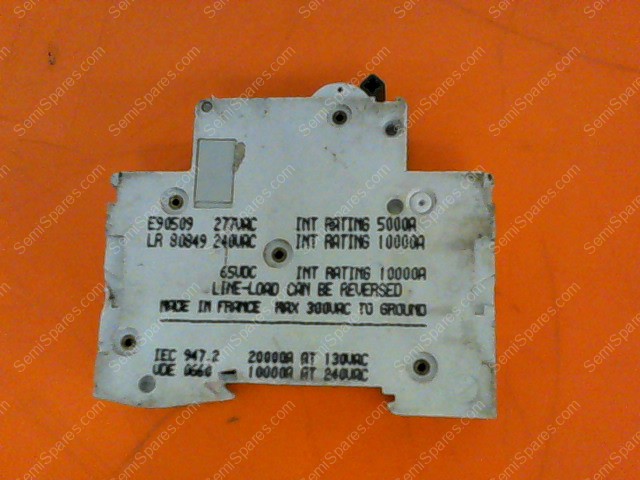 E90509 277VAC INT RATING 5000A
LR 80849 240VAC INT RATING 10000A
65VDC INT RATING 10000A
LINE-LOAD CAN BE REVERSED
MADE IN FRANCE MAX 300VAC TO GROUND
IEC 947.2 20000A AT 130VAC
VDE 0660 10000A AT 240VAC
SemiSpares.com